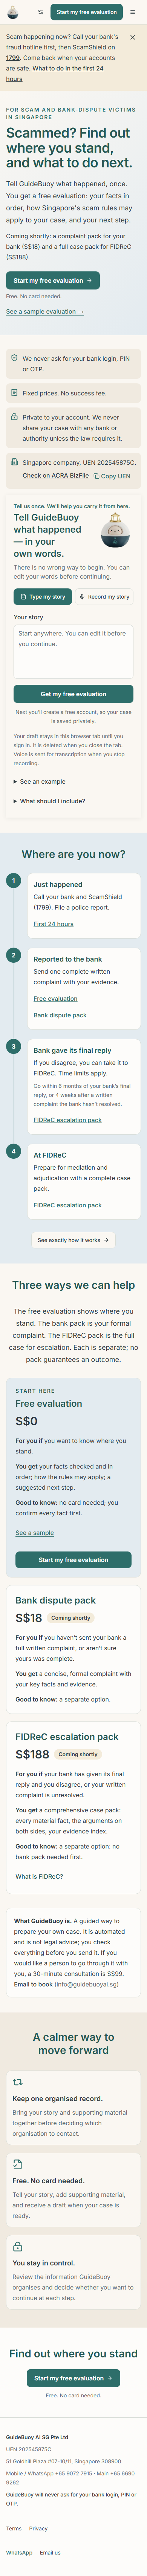 Start my free evaluation
Scam happening now? Call your bank's
fraud hotline first, then ScamShield on
1799. Come back when your accounts
are safe. What to do in the first 24
hours
FOR SCAM AND BANK-DISPUTE VICTIMS
IN SINGAPORE
Scammed? Find out
where you stand,
and what to do next.
Tell GuideBuoy what happened, once.
You get a free evaluation: your facts in
order, how Singapore's scam rules may
apply to your case, and your next step.
Coming shortly: a complaint pack for your
bank (S$18) and a full case pack for FIDReC
(S$188).
Start my free evaluation →
Free. No card needed.
See a sample evaluation →
We never ask for your bank login, PIN
or OTP.
Fixed prices. No success fee.
Private to your account. We never
share your case with any bank or
authority unless the law requires it.
Singapore company, UEN 202545875C.
Check on ACRA BizFile Copy UEN
Tell us once. We'll help you carry it from here.
Tell GuideBuoy
what happened
— in your
own words.
There is no wrong way to begin. You can
edit your words before continuing.
Type my story
Record my story
Your story
Start anywhere. You can edit it before you
continue.
Get my free evaluation
Next you'll create a free account, so your case
is saved privately.
Your draft stays in this browser tab until you
sign in. It is deleted when you close the tab.
Voice is sent for transcription when you stop
recording.
See an example
What should I include?
Where are you now?
1
Just happened
Call your bank and ScamShield
(1799). File a police report.
First 24 hours
2
Reported to the bank
Send one complete written
complaint with your evidence.
Free evaluation
Bank dispute pack
3
Bank gave its final reply
If you disagree, you can take it to
FIDReC. Time limits apply.
Go within 6 months of your bank's final
reply, or 4 weeks after a written
complaint the bank hasn't resolved.
FIDReC escalation pack
4
At FIDReC
Prepare for mediation and
adjudication with a complete case
pack.
FIDReC escalation pack
See exactly how it works →
Three ways we can help
The free evaluation shows where you
stand. The bank pack is your formal
complaint. The FIDReC pack is the full
case for escalation. Each is separate; no
pack guarantees an outcome.
START HERE
Free evaluation
S$0
For you if you want to know where you
stand.
You get your facts checked and in
order; how the rules may apply; a
suggested next step.
Good to know: no card needed; you
confirm every fact first.
See a sample
Start my free evaluation
Bank dispute pack
S$18 Coming shortly
For you if you haven't sent your bank a
full written complaint, or aren't sure
yours was complete.
You get a concise, formal complaint with
your key facts and evidence.
Good to know: a separate option.
FIDReC escalation pack
S$188 Coming shortly
For you if your bank has given its final
reply and you disagree, or your written
complaint is unresolved.
You get a comprehensive case pack:
every material fact, the arguments on
both sides, your evidence index.
Good to know: a separate option: no
bank pack needed first.
What is FIDReC?
What GuideBuoy is. A guided way to
prepare your own case. It is automated
and is not legal advice; you check
everything before you send it. If you
would like a person to go through it with
you, a 30-minute consultation is S$99.
Email to book (info@guidebuoyai.sg)
A calmer way to
move forward
Keep one organised record.
Bring your story and supporting material
together before deciding which
organisation to contact.
Free. No card needed.
Tell your story, add supporting material,
and receive a draft when your case is
ready.
You stay in control.
Review the information GuideBuoy
organises and decide whether you want to
continue at each step.
Find out where you stand
Start my free evaluation →
Free. No card needed.
GuideBuoy AI SG Pte Ltd
UEN 202545875C
51 Goldhill Plaza #07-10/11, Singapore 308900
Mobile / WhatsApp +65 9072 7915 · Main +65 6690
9262
GuideBuoy will never ask for your bank login, PIN or
OTP.
Terms Privacy
WhatsApp Email us